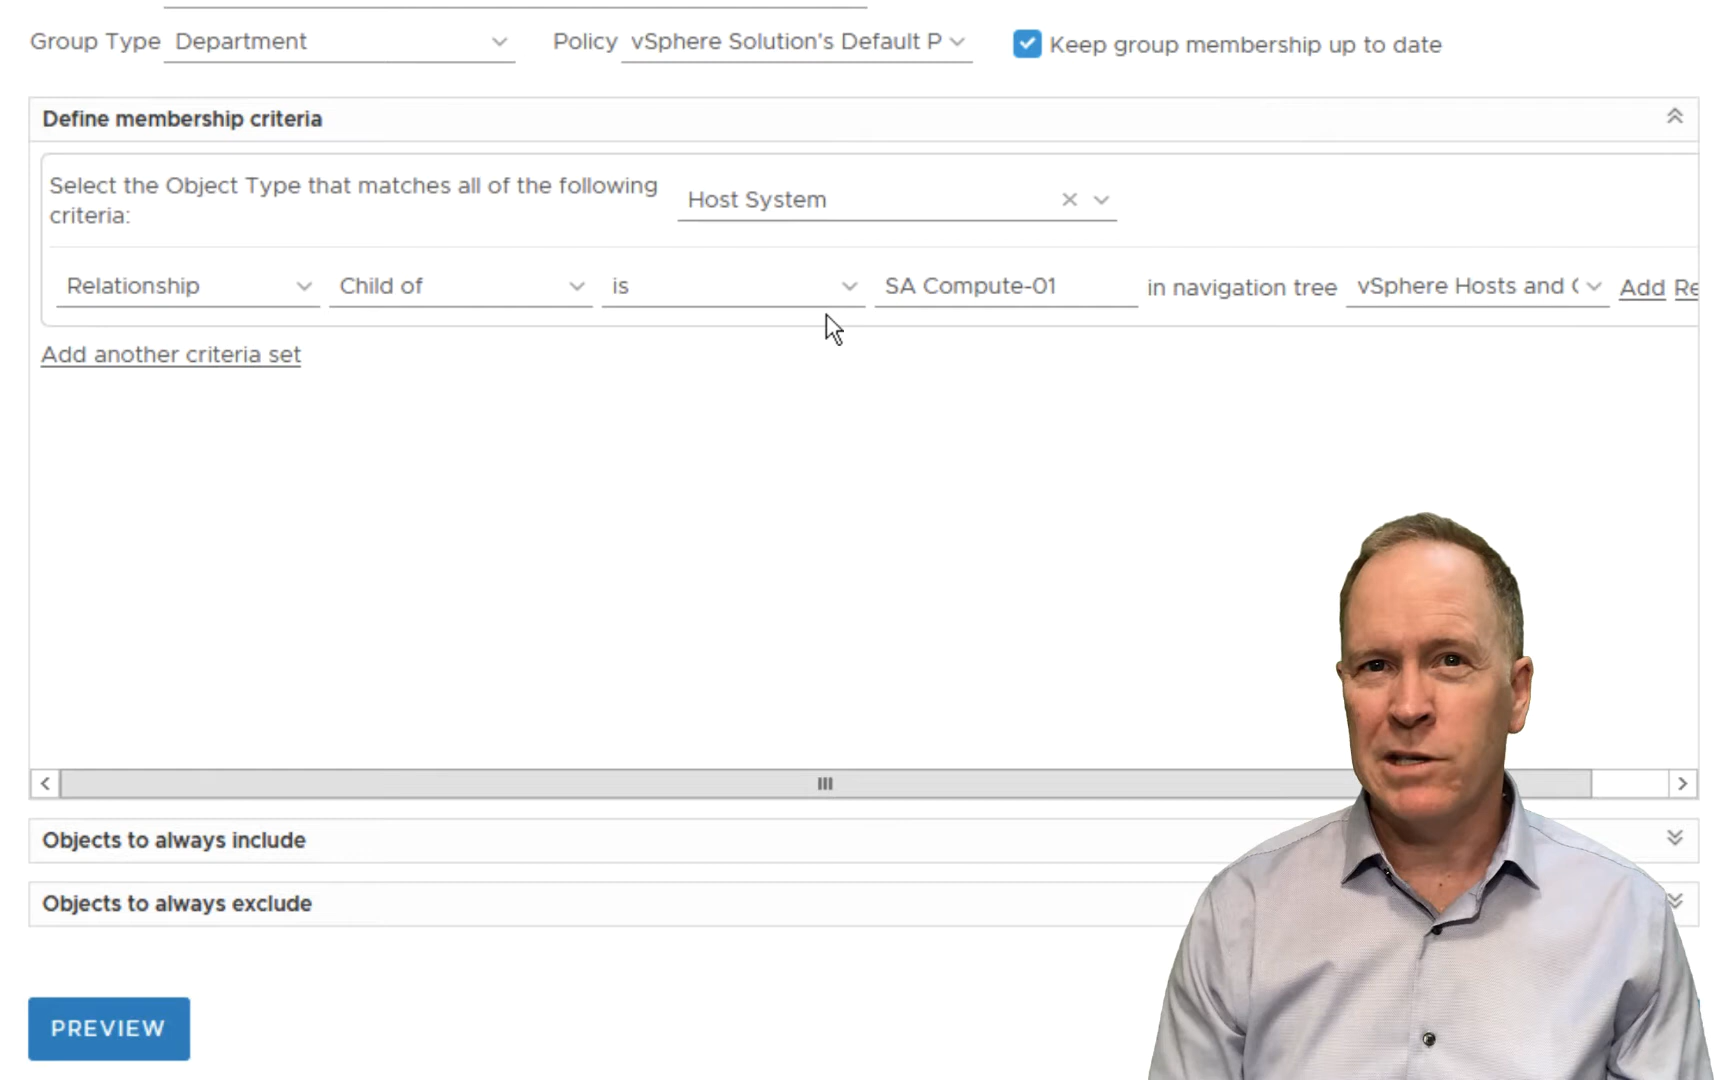 Group Type Department Policy vSphere Solution's Default P Keep group membership up to date
Define membership criteria
Select the Object Type that matches all of the following
criteria:
Host System
Relationship Child of is SA Compute-01 in navigation tree vSphere Hosts and C Add Re
Add another criteria set
Objects to always include
Objects to always exclude
PREVIEW